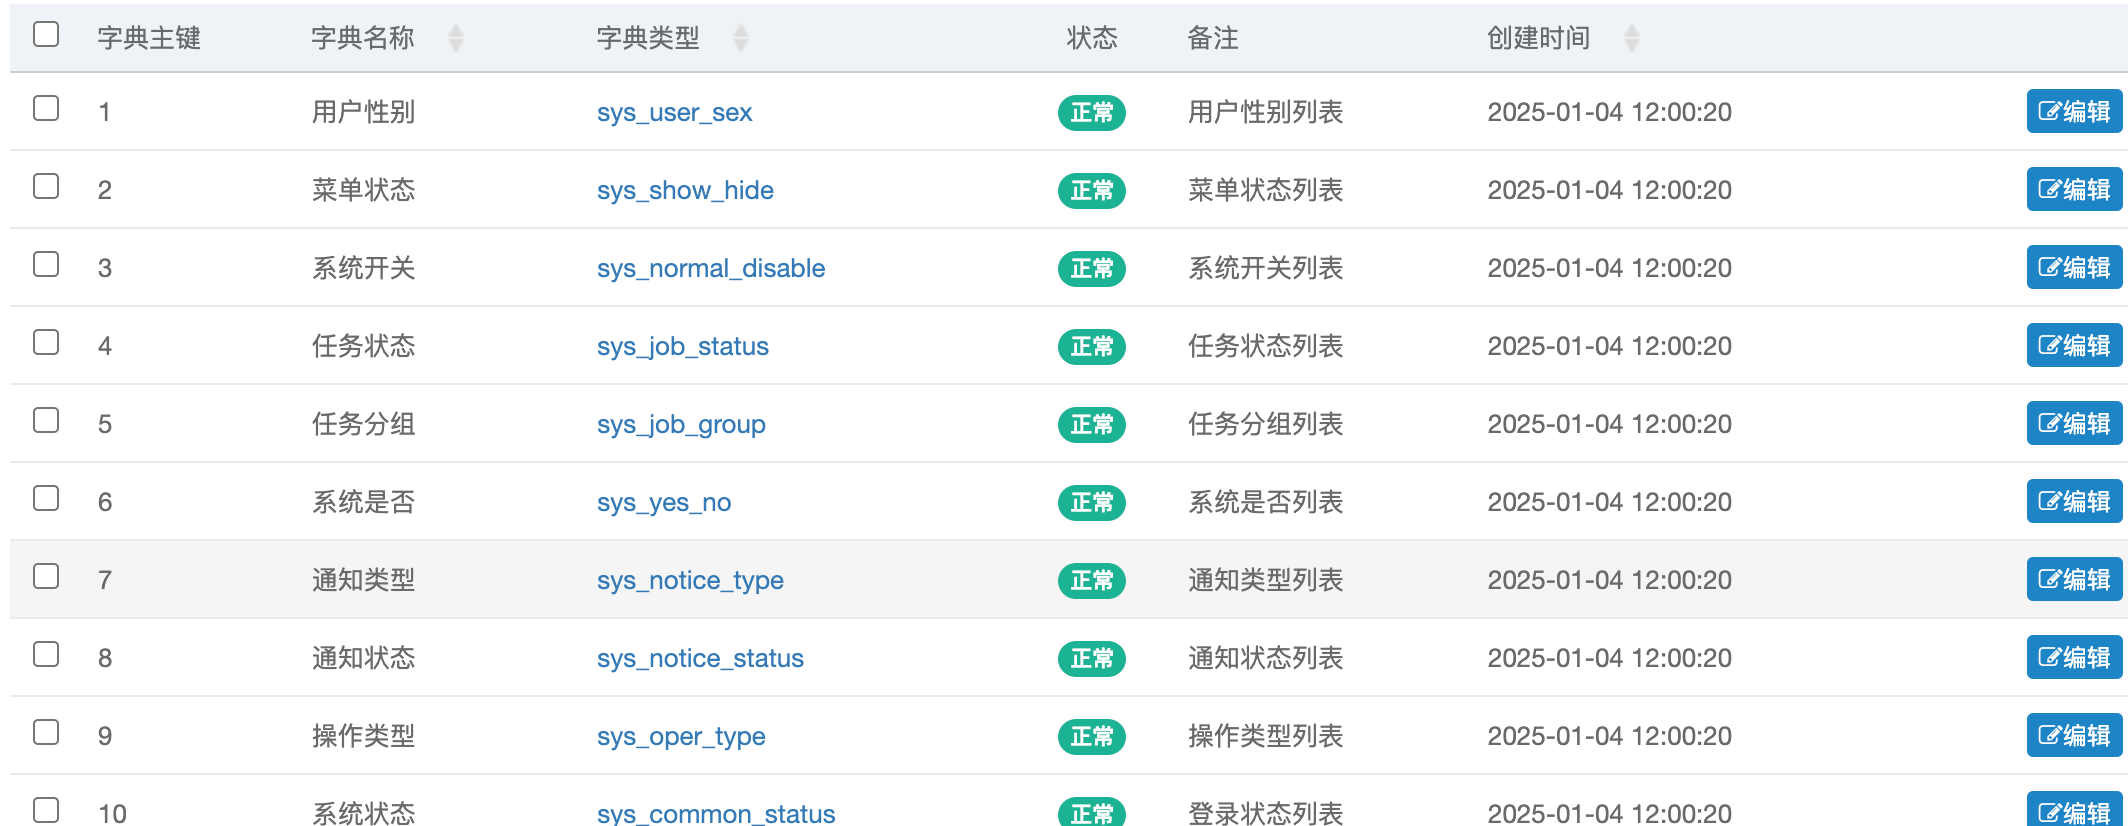 字典主键 字典名称 字典类型 状态 备注 创建时间
1 用户性别 sys_user_sex 正常 用户性别列表 2025-01-04 12:00:20 编辑
2 菜单状态 sys_show_hide 正常 菜单状态列表 2025-01-04 12:00:20 编辑
3 系统开关 sys_normal_disable 正常 系统开关列表 2025-01-04 12:00:20 编辑
4 任务状态 sys_job_status 正常 任务状态列表 2025-01-04 12:00:20 编辑
5 任务分组 sys_job_group 正常 任务分组列表 2025-01-04 12:00:20 编辑
6 系统是否 sys_yes_no 正常 系统是否列表 2025-01-04 12:00:20 编辑
7 通知类型 sys_notice_type 正常 通知类型列表 2025-01-04 12:00:20 编辑
8 通知状态 sys_notice_status 正常 通知状态列表 2025-01-04 12:00:20 编辑
9 操作类型 sys_oper_type 正常 操作类型列表 2025-01-04 12:00:20 编辑
10 系统状态 sys_common_status 正常 登录状态列表 2025-01-04 12:00:20 编辑